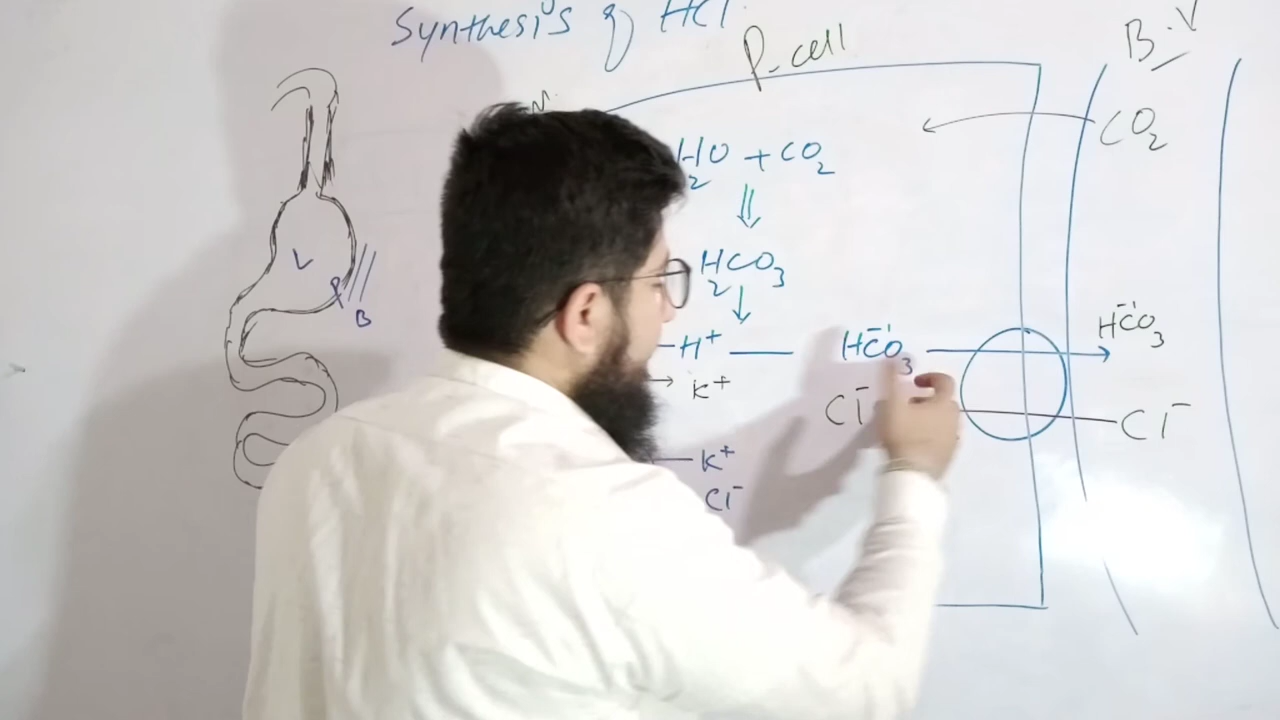 Synthesis of HCl.
P-cell
B.V
CO2
H2O + CO2
H2CO3
H+ HCO3-
HCO3-
K+
Cl-
Cl-
K+
Cl-
L
P
B